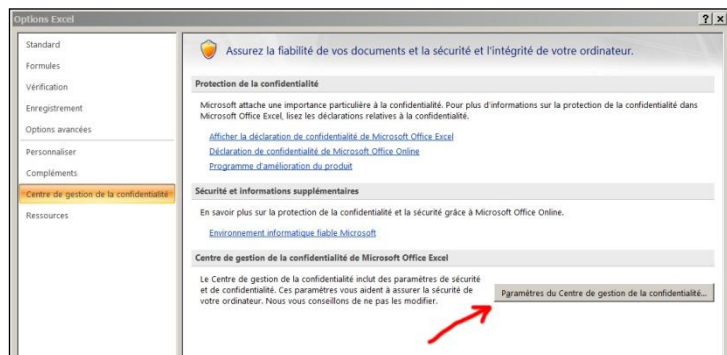 Options Excel
Standard
Formules
Vérification
Enregistrement
Options avancées
Personnaliser
Compléments
Centre de gestion de la confidentialité
Ressources
Assurez la fiabilité de vos documents et la sécurité et l'intégrité de votre ordinateur.
Protection de la confidentialité
Microsoft attache une importance particulière à la confidentialité. Pour plus d'informations sur la protection de la confidentialité dans
Microsoft Office Excel, lisez les déclarations relatives à la confidentialité.
Afficher la déclaration de confidentialité de Microsoft Office Excel
Déclaration de confidentialité de Microsoft Office Online
Programme d'amélioration du produit
Sécurité et informations supplémentaires
En savoir plus sur la protection de la confidentialité et la sécurité grâce à Microsoft Office Online.
Environnement informatique fiable Microsoft
Centre de gestion de la confidentialité de Microsoft Office Excel
Le Centre de gestion de la confidentialité inclut des paramètres de sécurité
et de confidentialité. Ces paramètres vous aident à assurer la sécurité de
votre ordinateur. Nous vous conseillons de ne pas les modifier.
Paramètres du Centre de gestion de la confidentialité...